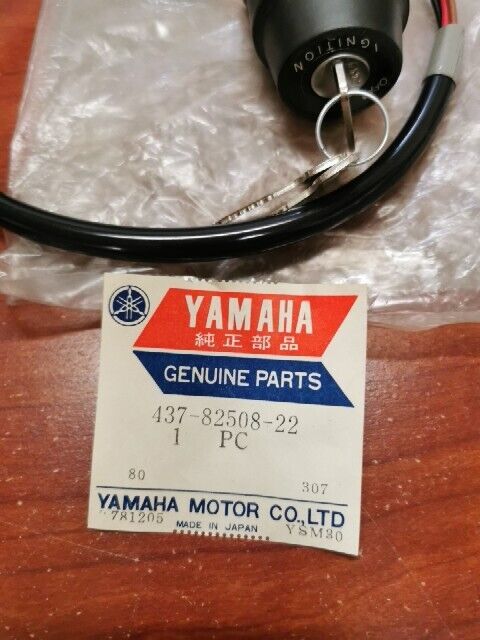 IGNITION
YAMAHA
純正部品
GENUINE PARTS
437-82508-22
1 PC
80 307
YAMAHA MOTOR CO.,LTD
781205 MADE IN JAPAN YSM80